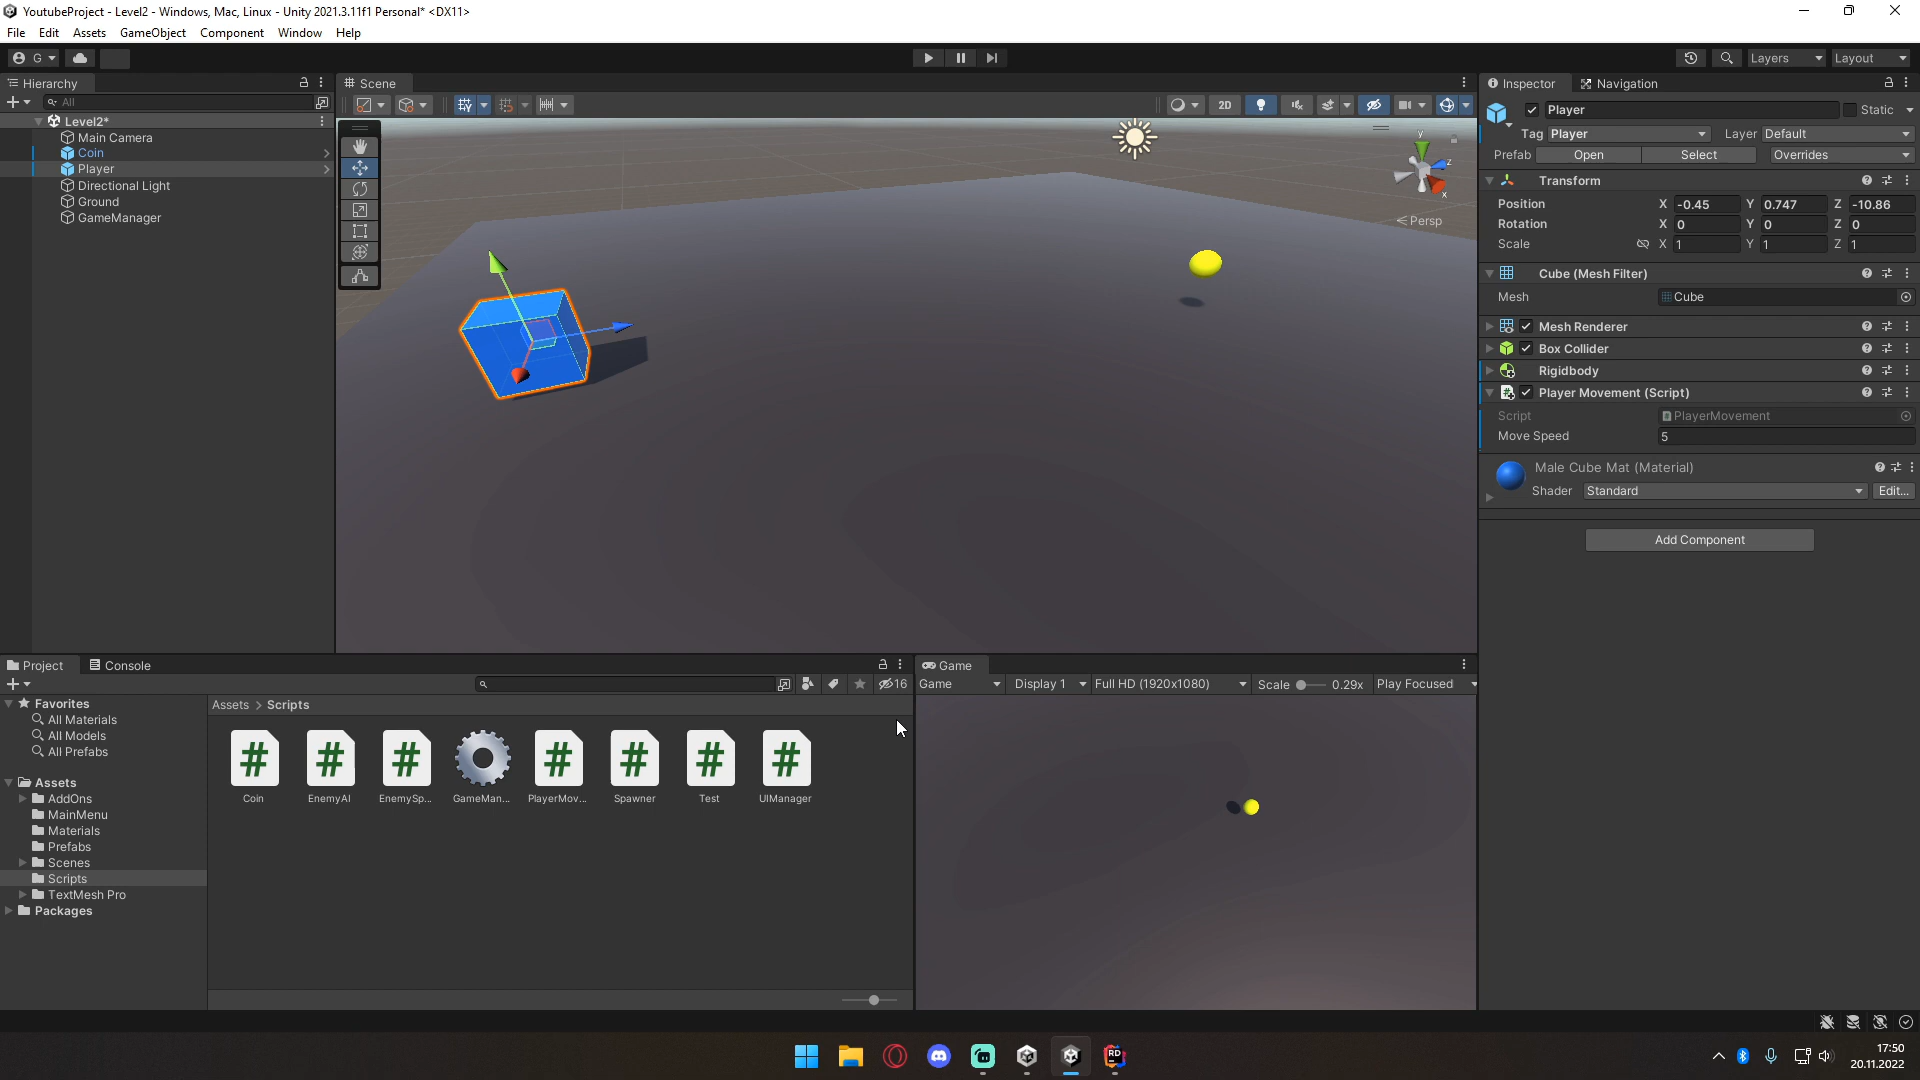 YoutubeProject - Level2 - Windows, Mac, Linux - Unity 2021.3.11f1 Personal* <DX11>
File Edit Assets GameObject Component Window Help
G
Layers Layout
Hierarchy
All
Level2*
Main Camera
Coin
Player
Directional Light
Ground
GameManager
Scene
2D
y
z
x
< Persp
Inspector Navigation
Player Static
Tag Player Layer Default
Prefab Open Select Overrides
Transform
Position X -0.45 Y 0.747 Z -10.86
Rotation X 0 Y 0 Z 0
Scale X 1 Y 1 Z 1
Cube (Mesh Filter)
Mesh Cube
Mesh Renderer
Box Collider
Rigidbody
Player Movement (Script)
Script PlayerMovement
Move Speed 5
Male Cube Mat (Material)
Shader Standard Edit...
Add Component
Project Console
16
Favorites
All Materials
All Models
All Prefabs
Assets
AddOns
MainMenu
Materials
Prefabs
Scenes
Scripts
TextMesh Pro
Packages
Assets > Scripts
# # # # # # #
Coin EnemyAI EnemySp... GameMan... PlayerMov... Spawner Test UIManager
Game
Game Display 1 Full HD (1920x1080) Scale 0.29x Play Focused
RD
17:50
20.11.2022